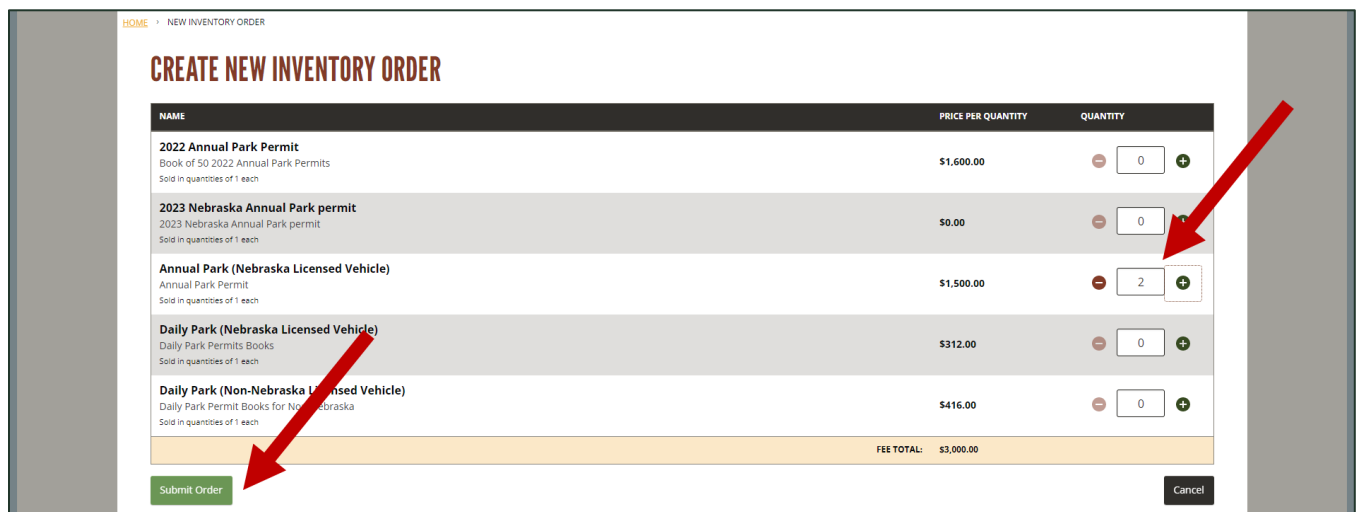 HOME › NEW INVENTORY ORDER
CREATE NEW INVENTORY ORDER
NAME PRICE PER QUANTITY QUANTITY
2022 Annual Park Permit
Book of 50 2022 Annual Park Permits
Sold in quantities of 1 each
$1,600.00 0
2023 Nebraska Annual Park permit
2023 Nebraska Annual Park permit
Sold in quantities of 1 each
$0.00 0
Annual Park (Nebraska Licensed Vehicle)
Annual Park Permit
Sold in quantities of 1 each
$1,500.00 2
Daily Park (Nebraska Licensed Vehicle)
Daily Park Permits Books
Sold in quantities of 1 each
$312.00 0
Daily Park (Non-Nebraska Licensed Vehicle)
Daily Park Permit Books for Non-Nebraska
Sold in quantities of 1 each
$416.00 0
FEE TOTAL: $3,000.00
Submit Order Cancel